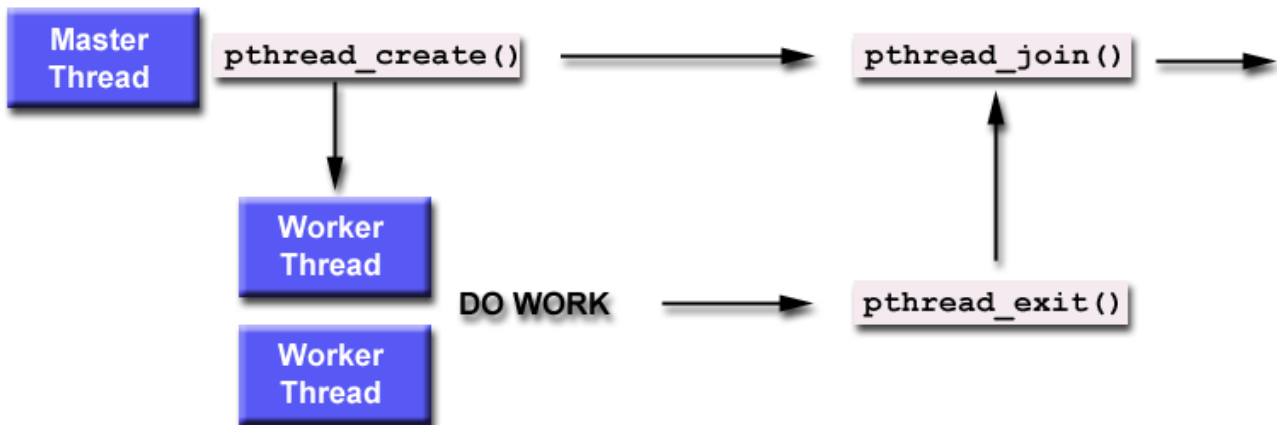 Master
Thread
pthread_create()
pthread_join()
Worker
Thread
DO WORK
pthread_exit()
Worker
Thread